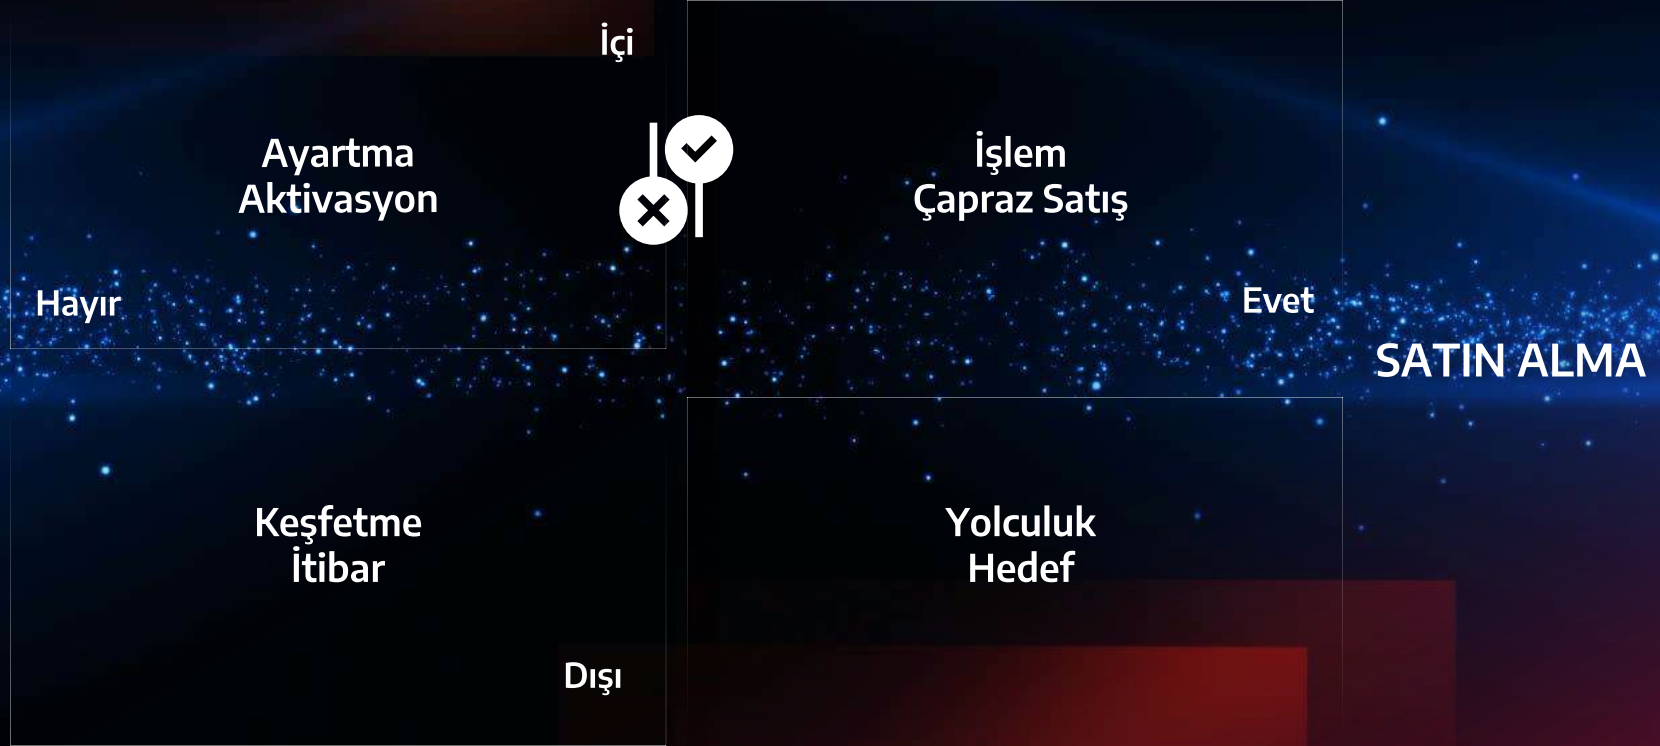 İçi
Ayartma
Aktivasyon
İşlem
Çapraz Satış
Hayır
Evet
SATIN ALMA
Keşfetme
İtibar
Yolculuk
Hedef
Dışı